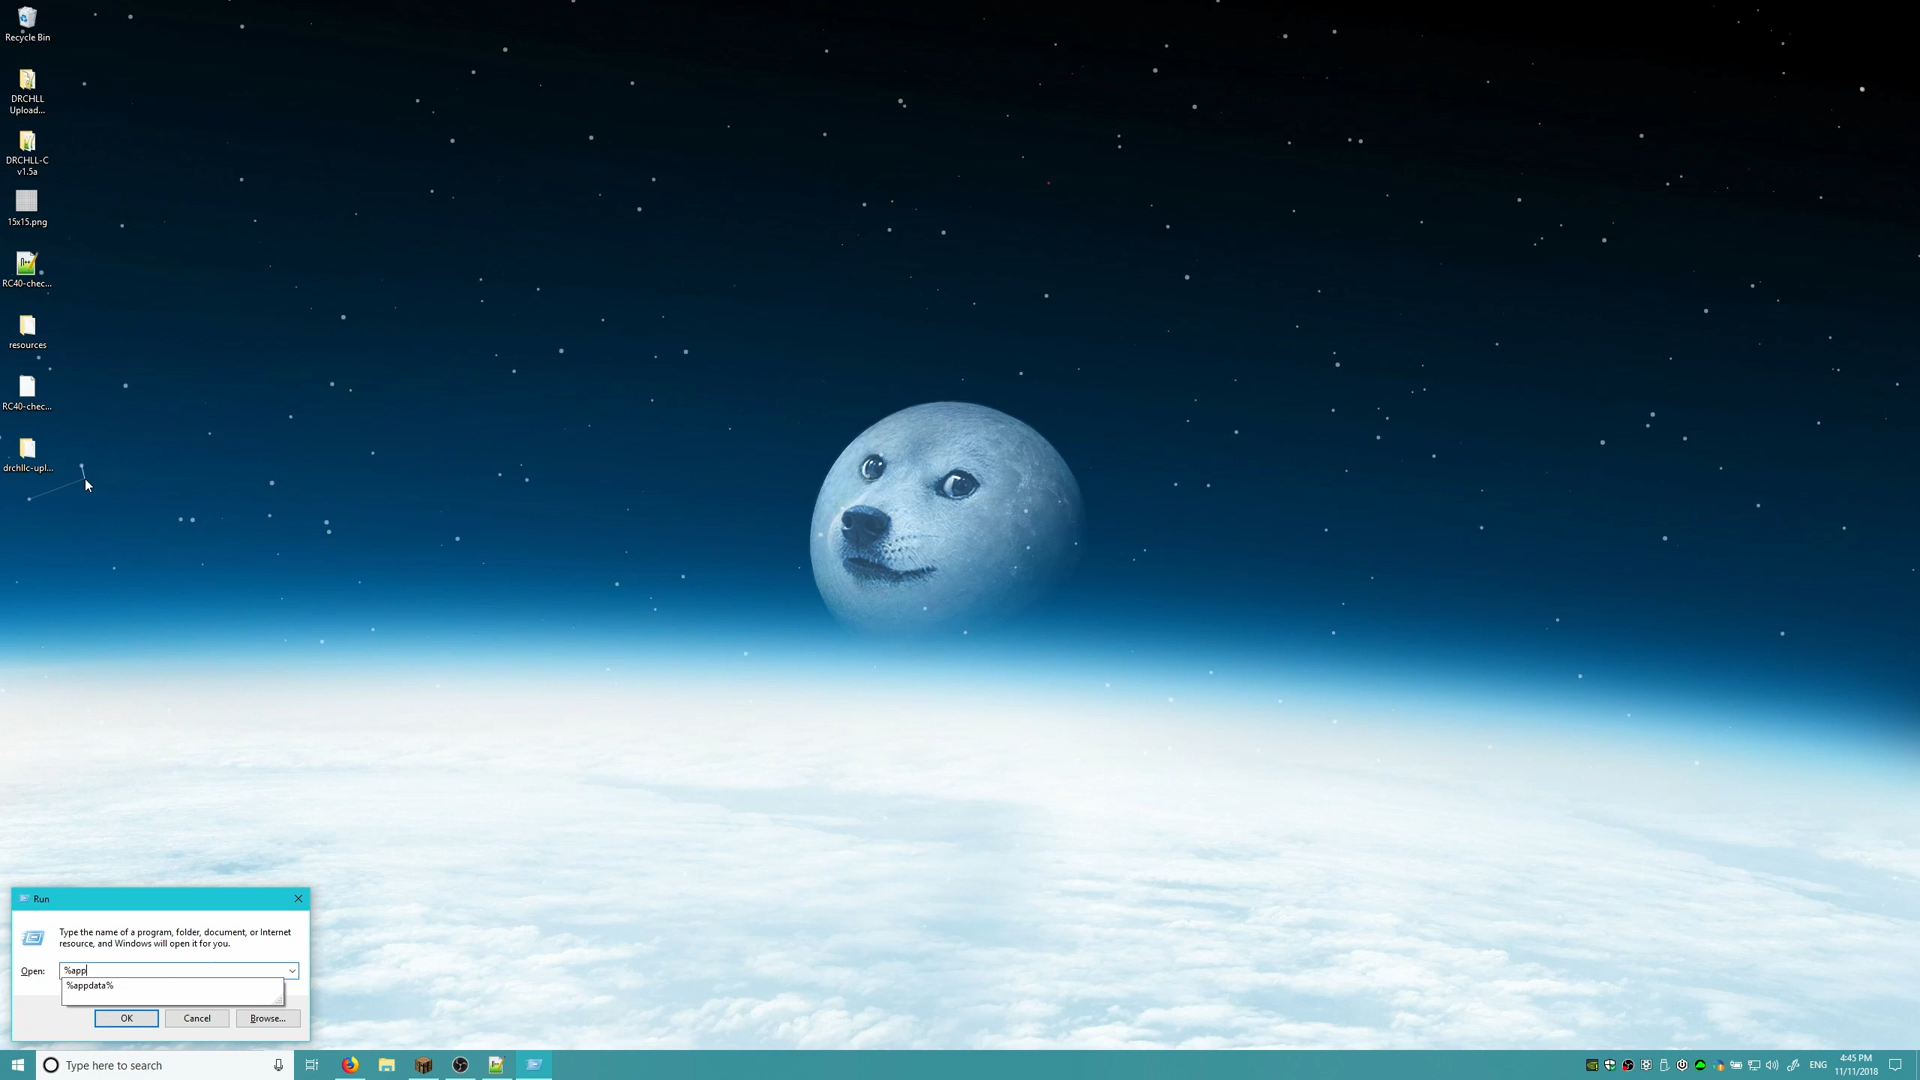 Recycle Bin
DRCHLL
Upload...
DRCHLL-C
v1.5a
15x15.png
RC40-chec...
resources
RC40-chec...
drchllc-upl...
Run
Type the name of a program, folder, document, or Internet
resource, and Windows will open it for you.
Open:
%app
%appdata%
OK
Cancel
Browse...
Type here to search
ENG
4:45 PM
11/11/2018